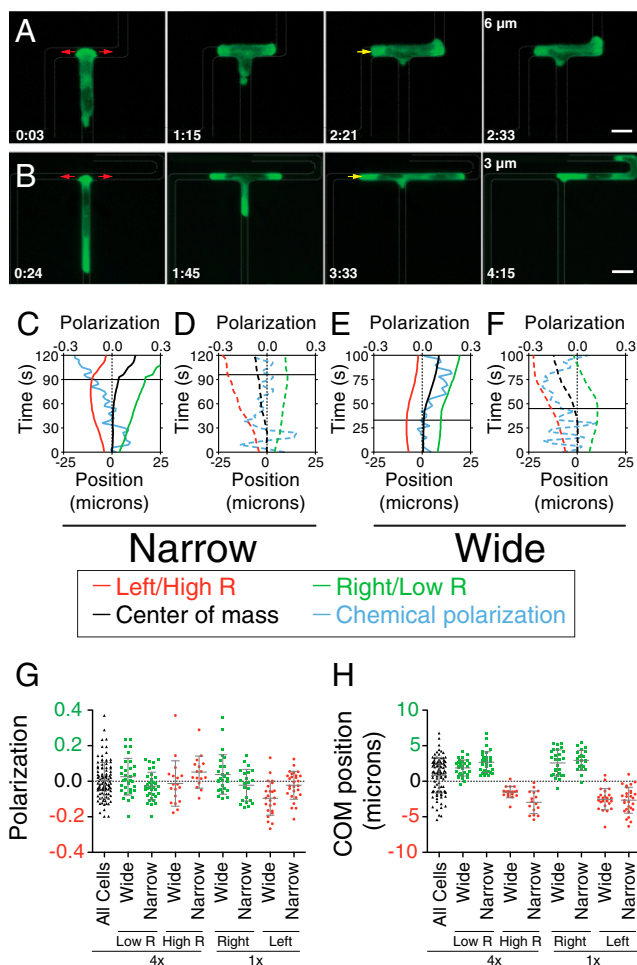 A
6 μm
0:03
1:15
2:21
2:33
B
3 μm
0:24
1:45
3:33
4:15
C
D
E
F
Polarization
Polarization
-0.3 0.0 0.3
-0.3 0.0 0.3
-0.3 0.0 0.3
-0.3 0.0 0.3
Time (s)
120
90
60
30
0
Time (s)
120
90
60
30
0
Time (s)
100
75
50
25
0
Time (s)
100
75
50
25
0
-25 0 25
-25 0 25
-25 0 25
-25 0 25
Position
(microns)
Position
(microns)
Narrow
Wide
Left/High R
Right/Low R
Center of mass
Chemical polarization
G
Polarization
0.4
0.2
0.0
-0.2
-0.4
All Cells
Wide
Narrow
Wide
Narrow
Wide
Narrow
Wide
Narrow
Low R
High R
Right
Left
4x
1x
H
COM position
(microns)
10
5
0
-5
-10
All Cells
Wide
Narrow
Wide
Narrow
Wide
Narrow
Wide
Narrow
Low R
High R
Right
Left
4x
1x